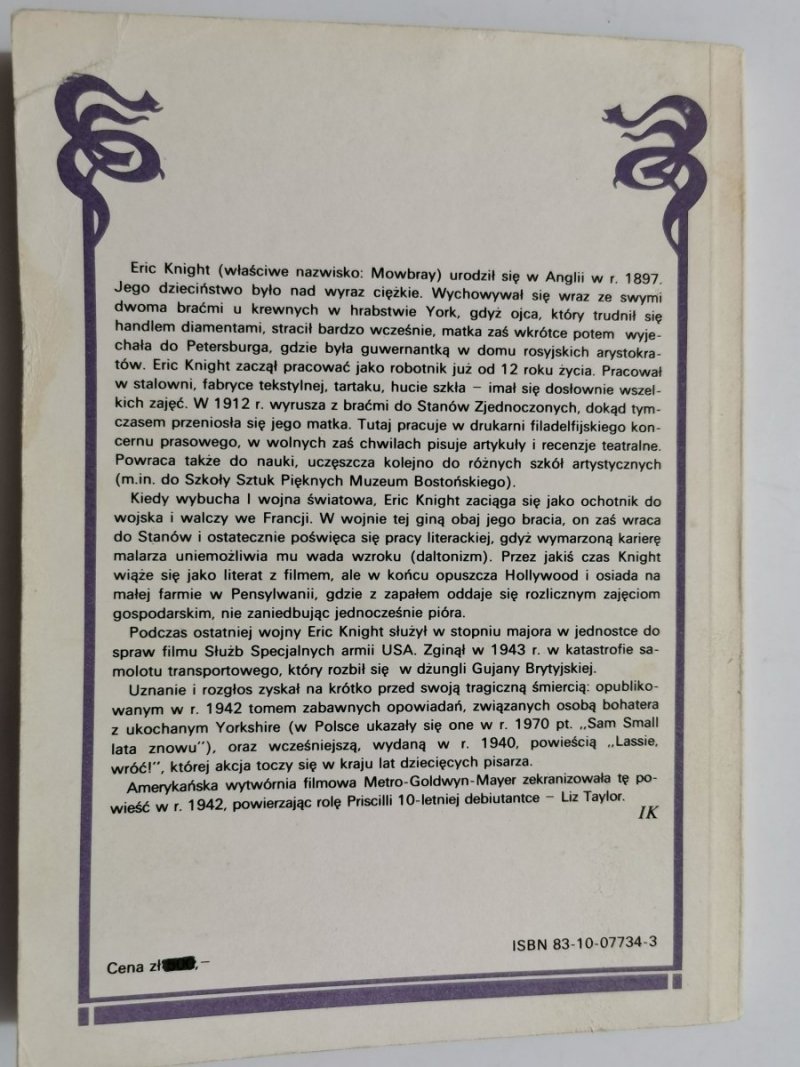 Eric Knight (właściwe nazwisko: Mowbray) urodził się w Anglii w r. 1897.
Jego dzieciństwo było nad wyraz ciężkie. Wychowywał się wraz ze swymi
dwoma braćmi u krewnych w hrabstwie York, gdyż ojca, który trudnił się
handlem diamentami, stracił bardzo wcześnie, matka zaś wkrótce potem wyje-
chała do Petersburga, gdzie była guwernantką w domu rosyjskich arystokra-
tów. Eric Knight zaczął pracować jako robotnik już od 12 roku życia. Pracował
w stalowni, fabryce tekstylnej, tartaku, hucie szkła – imał się dosłownie wszel-
kich zajęć. W 1912 r. wyrusza z braćmi do Stanów Zjednoczonych, dokąd tym-
czasem przeniosła się jego matka. Tutaj pracuje w drukarni filadelfijskiego kon-
cernu prasowego, w wolnych zaś chwilach pisuje artykuły i recenzje teatralne.
Powraca także do nauki, uczęszcza kolejno do różnych szkół artystycznych
(m.in. do Szkoły Sztuk Pięknych Muzeum Bostońskiego).
Kiedy wybucha I wojna światowa, Eric Knight zaciąga się jako ochotnik do
wojska i walczy we Francji. W wojnie tej giną obaj jego bracia, on zaś wraca
do Stanów i ostatecznie poświęca się pracy literackiej, gdyż wymarzoną karierę
malarza uniemożliwia mu wada wzroku (daltonizm). Przez jakiś czas Knight
wiąże się jako literat z filmem, ale w końcu opuszcza Hollywood i osiada na
małej farmie w Pensylwanii, gdzie z zapałem oddaje się rozlicznym zajęciom
gospodarskim, nie zaniedbując jednocześnie pióra.
Podczas ostatniej wojny Eric Knight służył w stopniu majora w jednostce do
spraw filmu Służb Specjalnych armii USA. Zginął w 1943 r. w katastrofie sa-
molotu transportowego, który rozbił się w dżungli Gujany Brytyjskiej.
Uznanie i rozgłos zyskał na krótko przed swoją tragiczną śmiercią: opubliko-
wanym w r. 1942 tomem zabawnych opowiadań, związanych osobą bohatera
z ukochanym Yorkshire (w Polsce ukazały się one w r. 1970 pt. „Sam Small
lata znowu"), oraz wcześniejszą, wydaną w r. 1940, powieścią „Lassie,
wróć!", której akcja toczy się w kraju lat dziecięcych pisarza.
Amerykańska wytwórnia filmowa Metro-Goldwyn-Mayer zekranizowała tę po-
wieść w r. 1942, powierzając rolę Priscilli 10-letniej debiutantce – Liz Taylor.
IK
ISBN 83-10-07734-3
Cena zł ,–